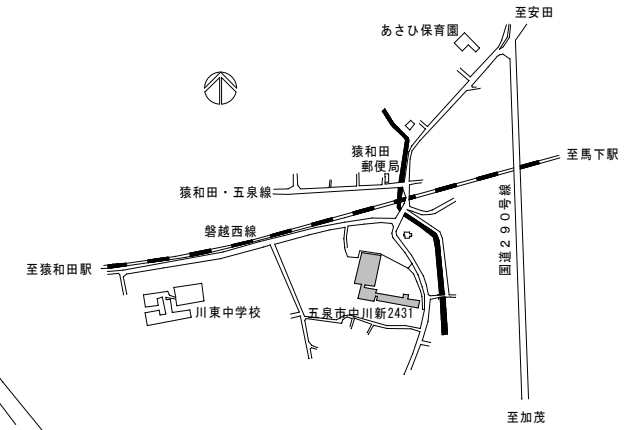 至安田
あさひ保育園
猿和田
郵便局
至馬下駅
猿和田・五泉線
磐越西線
国道290号線
至猿和田駅
川東中学校
五泉市中川新2431
至加茂